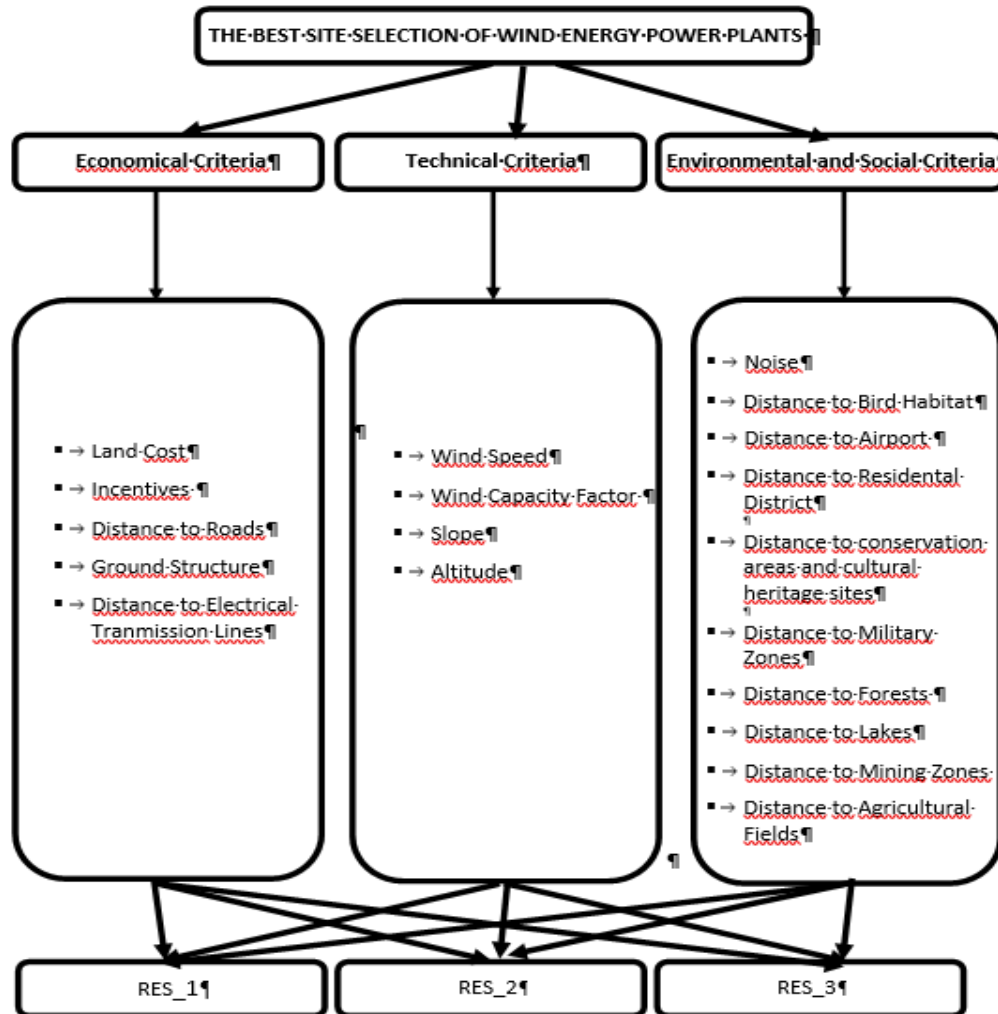 THE BEST SITE SELECTION OF WIND ENERGY POWER PLANTS
Economical Criteria
Technical Criteria
Environmental and Social Criteria
Land Cost
Incentives
Distance to Roads
Ground Structure
Distance to Electrical
Tranmission Lines
Wind Speed
Wind Capacity Factor
Slope
Altitude
Noise
Distance to Bird Habitat
Distance to Airport
Distance to Residental
District
Distance to conservation
areas and cultural
heritage sites
Distance to Military
Zones
Distance to Forests
Distance to Lakes
Distance to Mining Zones
Distance to Agricultural
Fields
RES_1
RES_2
RES_3